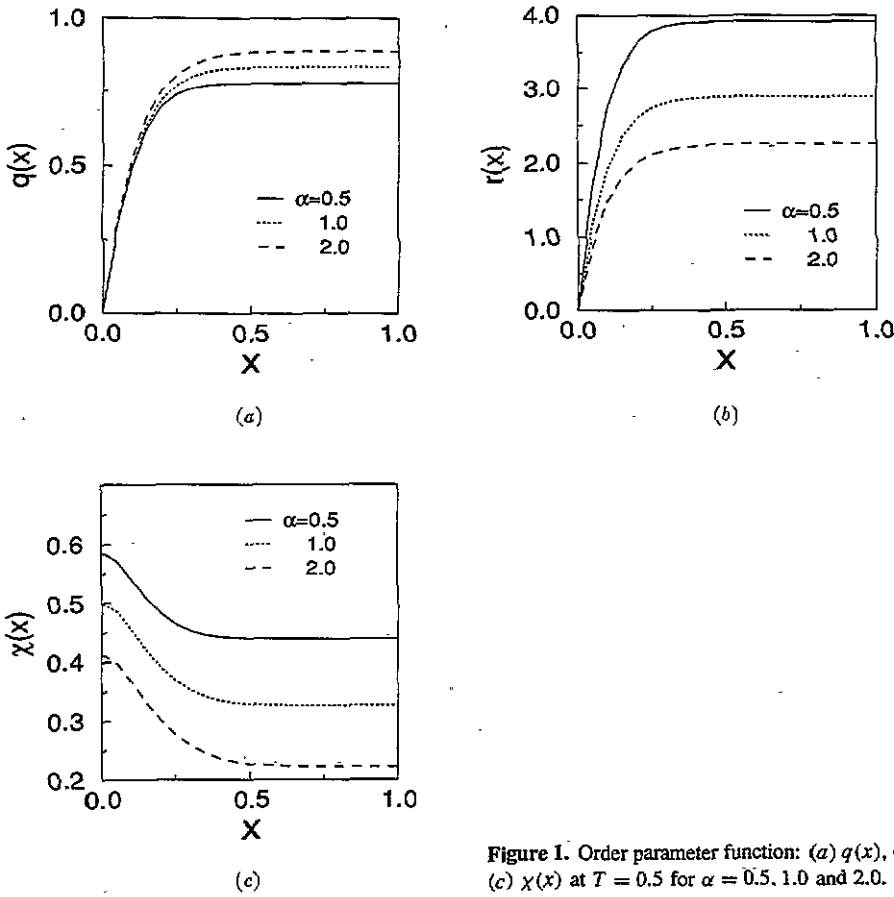 1.0
0.5
0.0
q(x)
α=0.5
1.0
2.0
0.0 0.5 1.0
X
(a)
4.0
3.0
2.0
1.0
0.0
r(x)
α=0.5
1.0
2.0
0.0 0.5 1.0
X
(b)
0.6
0.5
0.4
0.3
0.2
χ(x)
α=0.5
1.0
2.0
0.0 0.5 1.0
X
(c)
Figure 1. Order parameter function: (a) q(x),
(c) χ(x) at T = 0.5 for α = 0.5, 1.0 and 2.0.